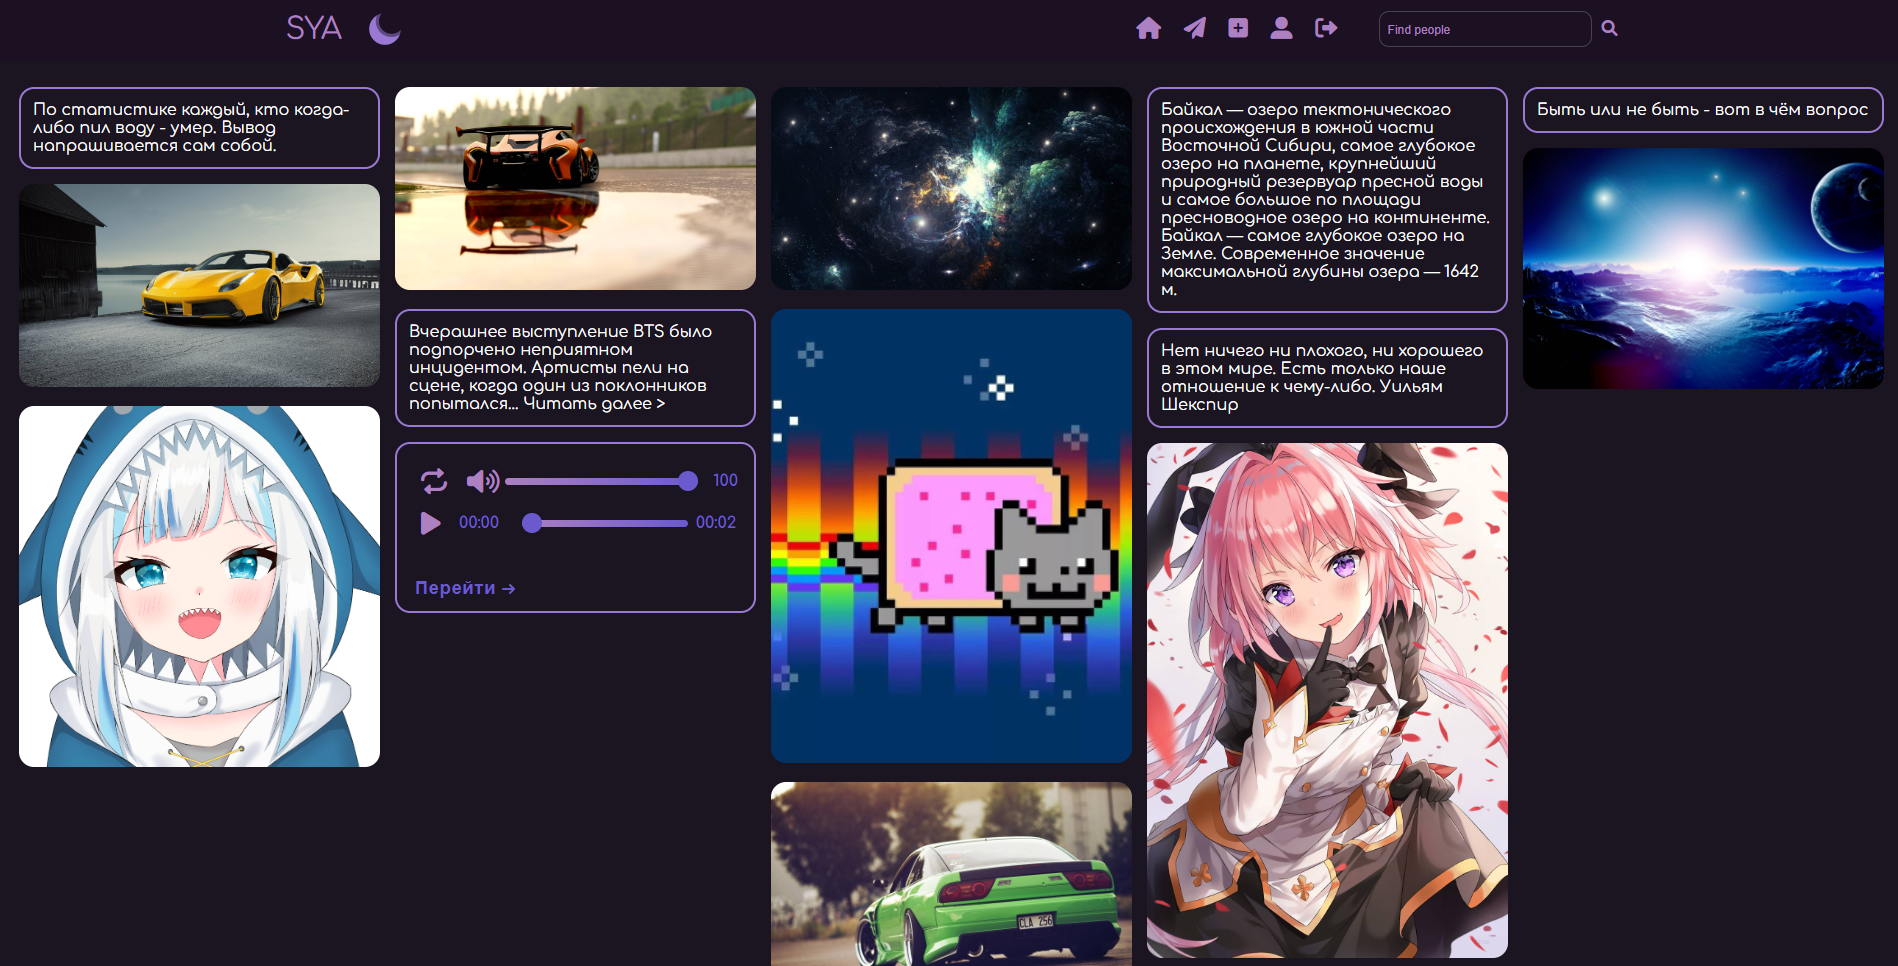 SYA
Find people
По статистике каждый, кто когда-
либо пил воду - умер. Вывод
напрашивается сам собой.
Вчерашнее выступление BTS было
подпорчено неприятном
инцидентом. Артисты пели на
сцене, когда один из поклонников
попытался... Читать далее >
100
00:00
00:02
Перейти →
CLA 256
Байкал — озеро тектонического
происхождения в южной части
Восточной Сибири, самое глубокое
озеро на планете, крупнейший
природный резервуар пресной воды
и самое большое по площади
пресноводное озеро на континенте.
Байкал — самое глубокое озеро на
Земле. Современное значение
максимальной глубины озера — 1642
м.
Нет ничего ни плохого, ни хорошего
в этом мире. Есть только наше
отношение к чему-либо. Уильям
Шекспир
Быть или не быть - вот в чём вопрос